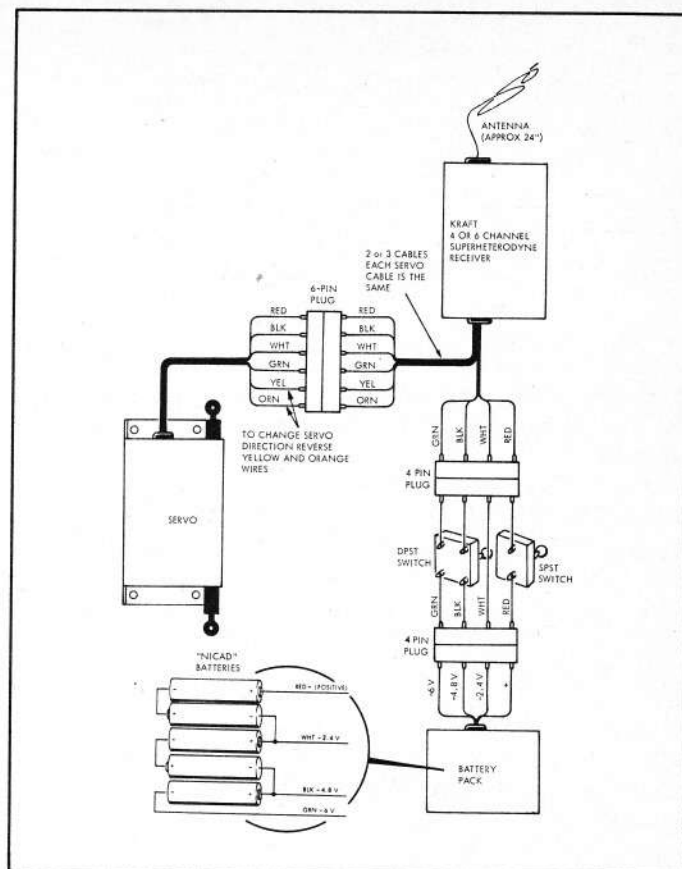 ANTENNA
(APPROX 24")
KRAFT
4 OR 6 CHANNEL
SUPERHETERODYNE
RECEIVER
2 or 3 CABLES
EACH SERVO
CABLE IS THE
SAME
6-PIN
PLUG
RED
BLK
WHT
GRN
YEL
ORN
RED
BLK
WHT
GRN
YEL
ORN
TO CHANGE SERVO
DIRECTION REVERSE
YELLOW AND ORANGE
WIRES
SERVO
GRN
BLK
WHT
RED
4 PIN
PLUG
DPST
SWITCH
SPST
SWITCH
GRN
BLK
WHT
RED
4 PIN
PLUG
-6V
-4.8V
-2.4V
+
BATTERY
PACK
"NICAD"
BATTERIES
RED - (POSITIVE)
WHT -2.4 V
BLK -4.8 V
GRN -6 V